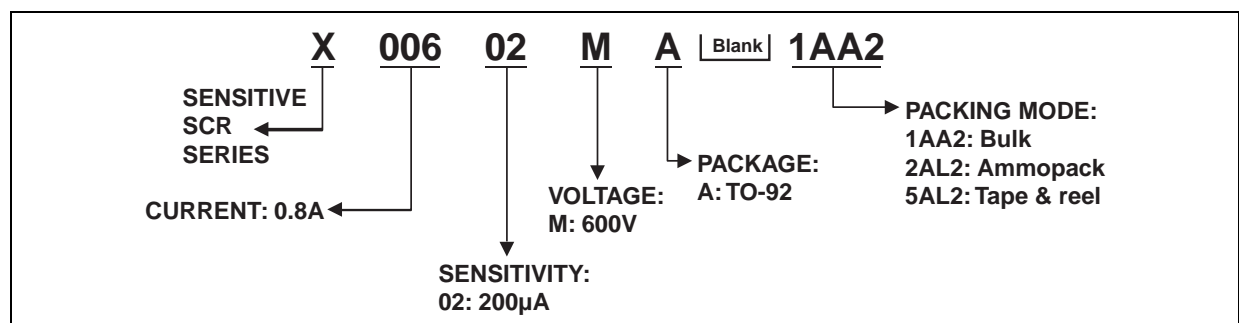 X 006 02 M A Blank 1AA2
SENSITIVE
SCR
SERIES
CURRENT: 0.8A
SENSITIVITY:
02: 200µA
VOLTAGE:
M: 600V
PACKAGE:
A: TO-92
PACKING MODE:
1AA2: Bulk
2AL2: Ammopack
5AL2: Tape & reel